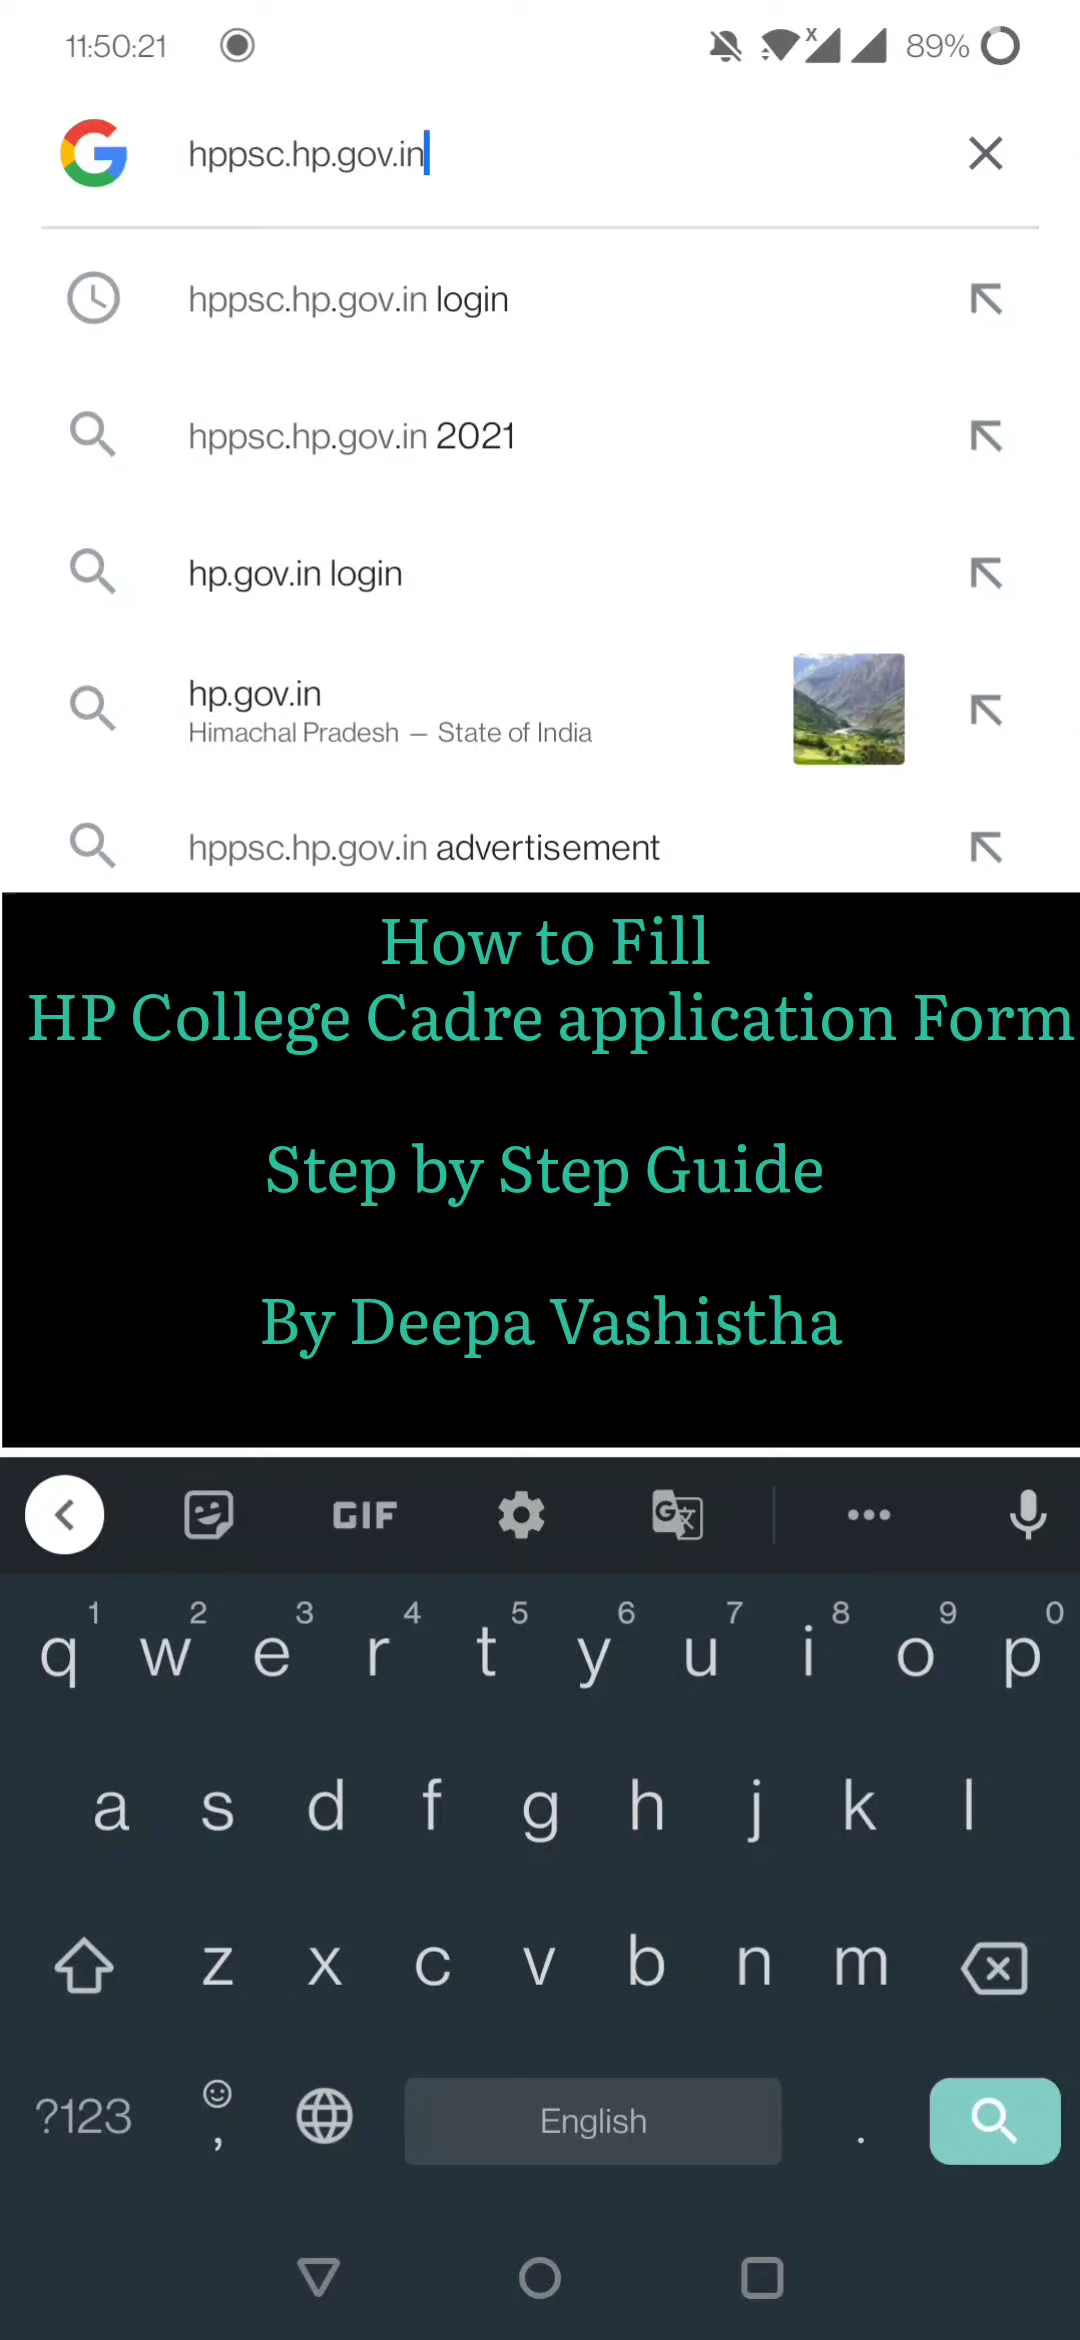 11:50:21
89%
hppsc.hp.gov.in
hppsc.hp.gov.in login
hppsc.hp.gov.in 2021
hp.gov.in login
hp.gov.in
Himachal Pradesh — State of India
hppsc.hp.gov.in advertisement
How to Fill
HP College Cadre application Form
Step by Step Guide
By Deepa Vashistha
GIF
1 2 3 4 5 6 7 8 9 0
q w e r t y u i o p
a s d f g h j k l
z x c v b n m
?123 , English .